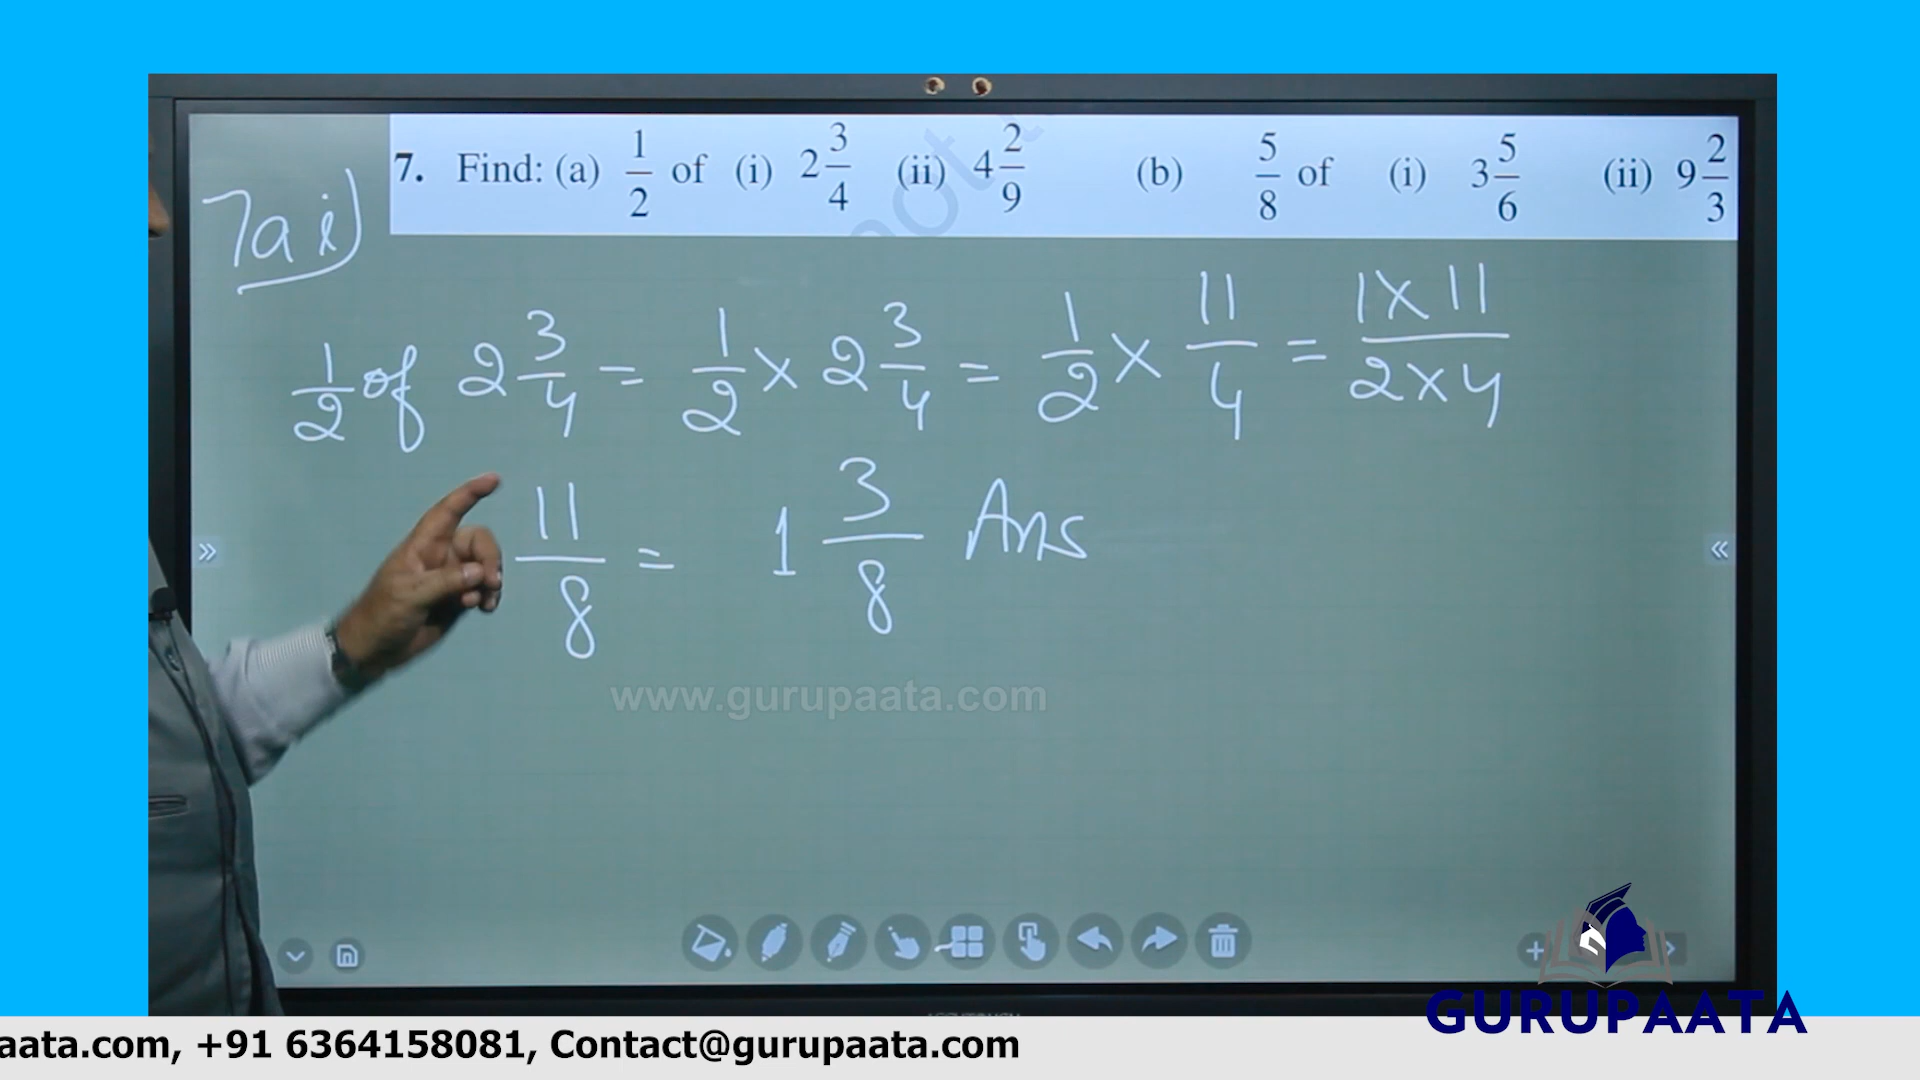 7. Find: (a) 1/2 of (i) 2 3/4 (ii) 4 2/9 (b) 5/8 of (i) 3 5/6 (ii) 9 2/3
not
7a i)
1/2 of 2 3/4 = 1/2 × 2 3/4 = 1/2 × 11/4 = 1×11/2×4
11/8 = 1 3/8 Ans
www.gurupaata.com
GURUPAATA
aata.com, +91 6364158081, Contact@gurupaata.com